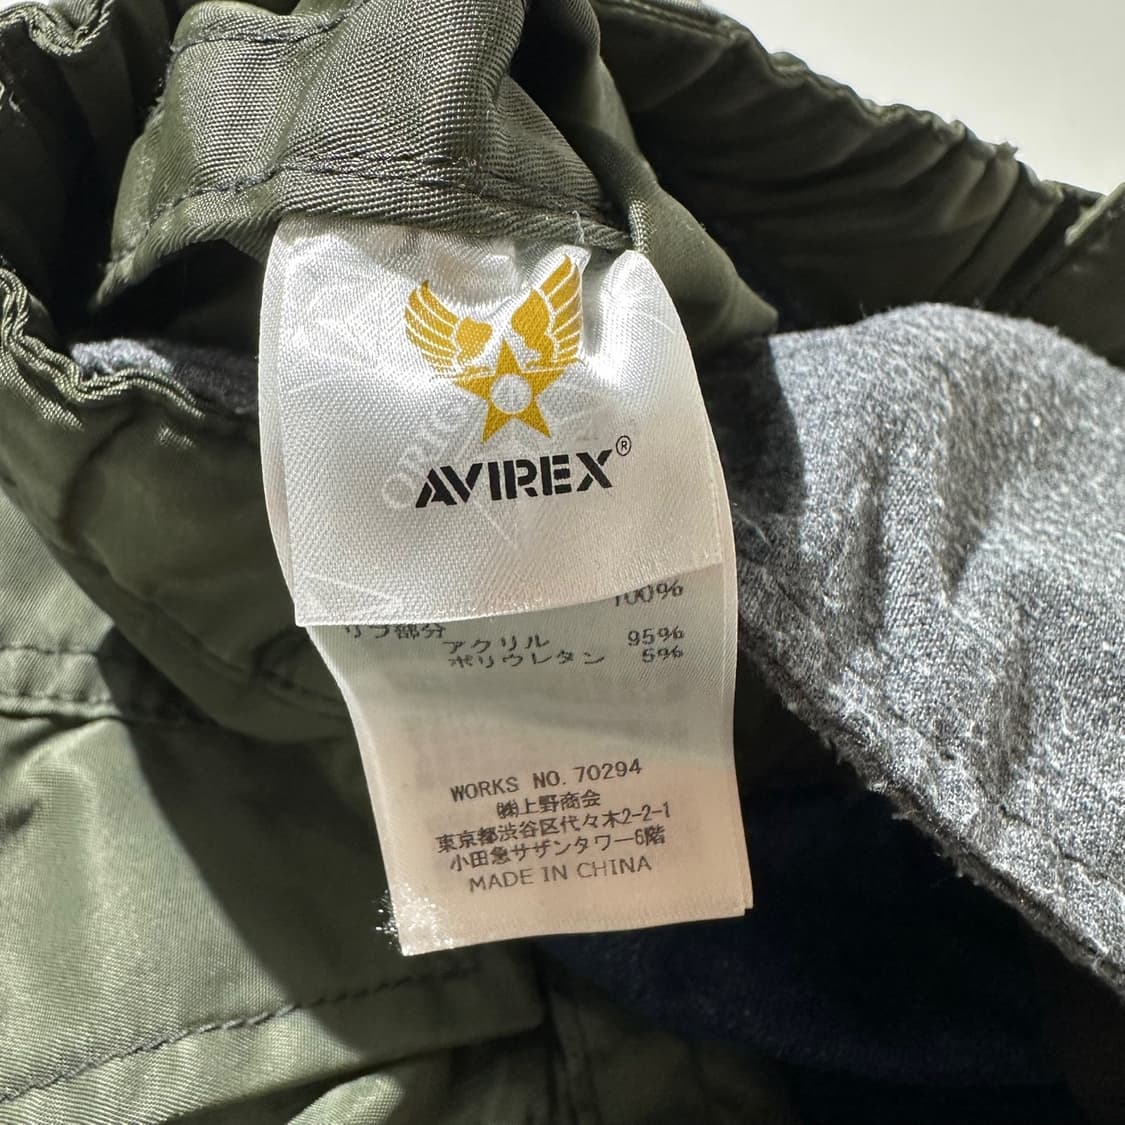 AVIREX®
100%
リブ部分
アクリル 95%
ポリウレタン 5%
WORKS NO. 70294
㈱上野商会
東京都渋谷区代々木2-2-1
小田急サザンタワー6階
MADE IN CHINA